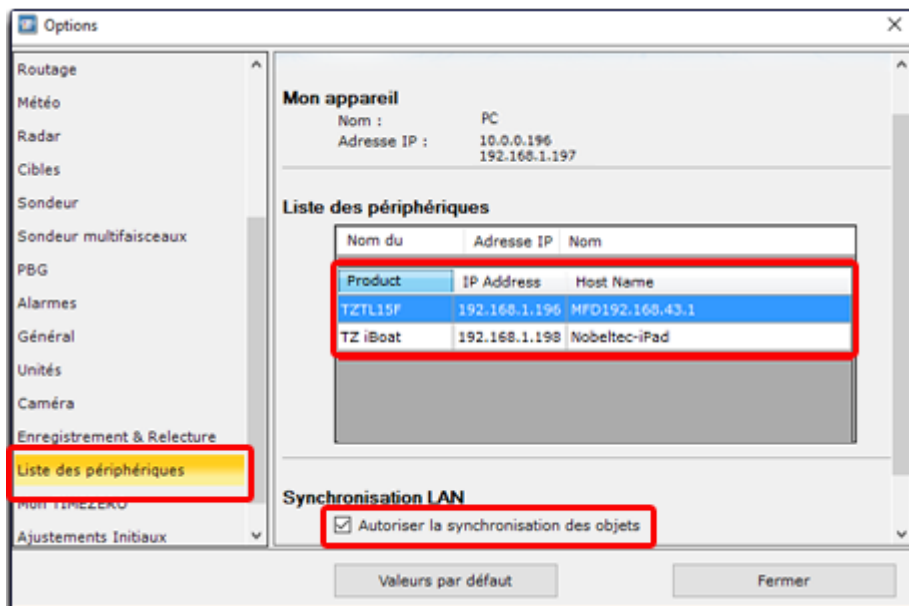 Options
Routage
Météo
Radar
Cibles
Sondeur
Sondeur multifaisceaux
PBG
Alarmes
Général
Unités
Caméra
Enregistrement & Relecture
Liste des périphériques
Mon TIMEZERO
Ajustements Initiaux
Mon appareil
Nom : PC
Adresse IP : 10.0.0.196
192.168.1.197
Liste des périphériques
Nom du Adresse IP Nom
Product IP Address Host Name
TZTL15F 192.168.1.196 MFD192.168.43.1
TZ iBoat 192.168.1.198 Nobeltec-iPad
Synchronisation LAN
Autoriser la synchronisation des objets
Valeurs par défaut Fermer